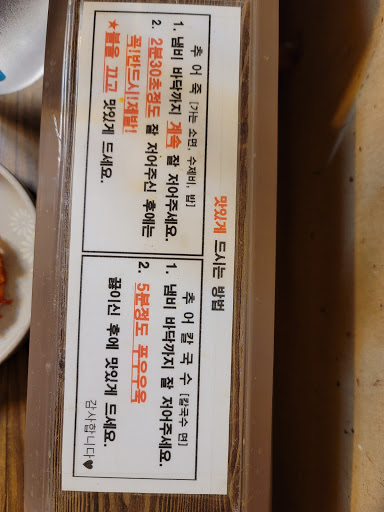 맛있게 드시는 방법
추 어 죽 [가는 소면, 수제비, 밥]
1. 냄비 바닥까지 계속 잘 저어주세요.
2. 2분30초정도 잘 저어주신 후에는
꼭!반드시!제발!
★불을 끄고 맛있게 드세요.
추 어 칼 국 수 [칼국수 면]
1. 냄비 바닥까지 잘 저어주세요.
2. 5분정도 푸우우욱
끓이신 후에 맛있게 드세요.
감사합니다♥